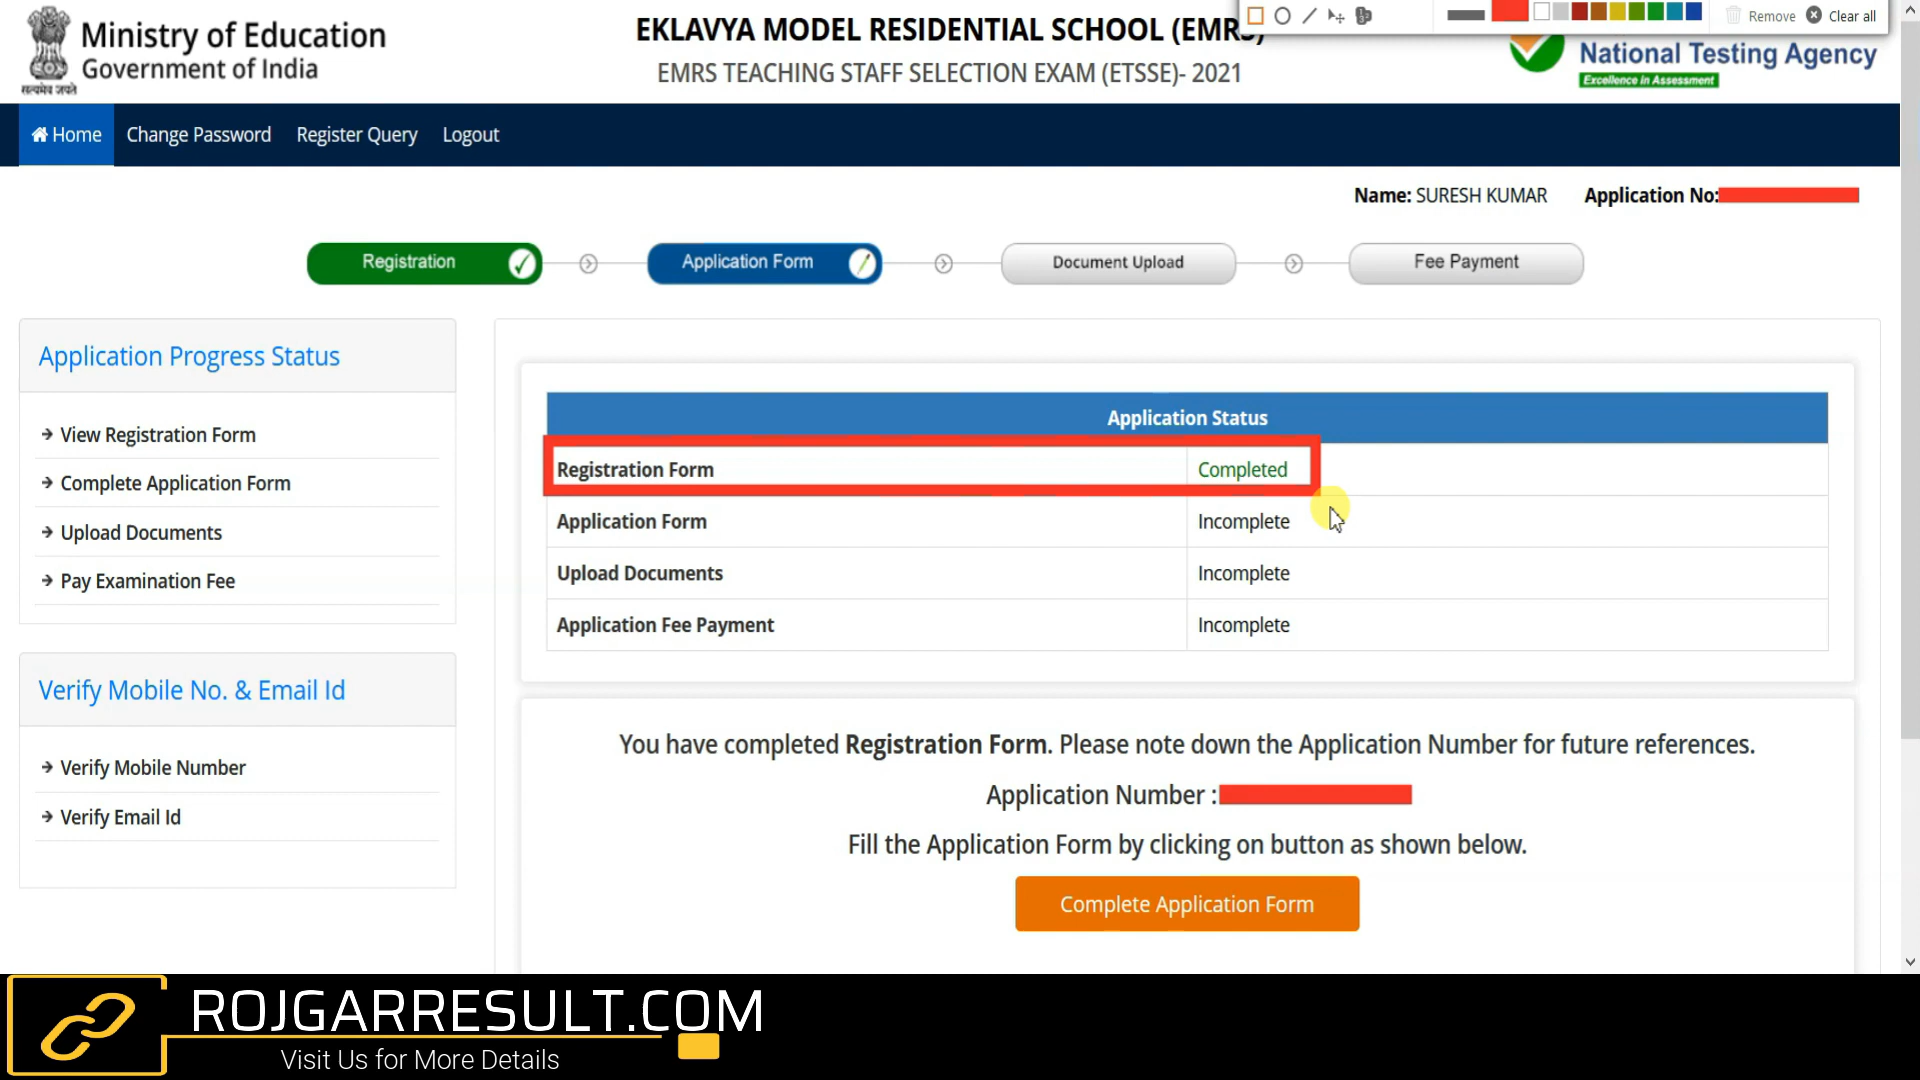 Ministry of Education
Government of India
सत्यमेव जयते
EKLAVYA MODEL RESIDENTIAL SCHOOL (EMRS)
EMRS TEACHING STAFF SELECTION EXAM (ETSSE)- 2021
Remove
Clear all
National Testing Agency
Excellence in Assessment
Home
Change Password
Register Query
Logout
Name: SURESH KUMAR
Application No:
Registration
Application Form
Document Upload
Fee Payment
Application Progress Status
View Registration Form
Complete Application Form
Upload Documents
Pay Examination Fee
Verify Mobile No. & Email Id
Verify Mobile Number
Verify Email Id
Application Status
Registration Form Completed
Application Form Incomplete
Upload Documents Incomplete
Application Fee Payment Incomplete
You have completed Registration Form. Please note down the Application Number for future references.
Application Number :
Fill the Application Form by clicking on button as shown below.
Complete Application Form
ROJGARRESULT.COM
Visit Us for More Details